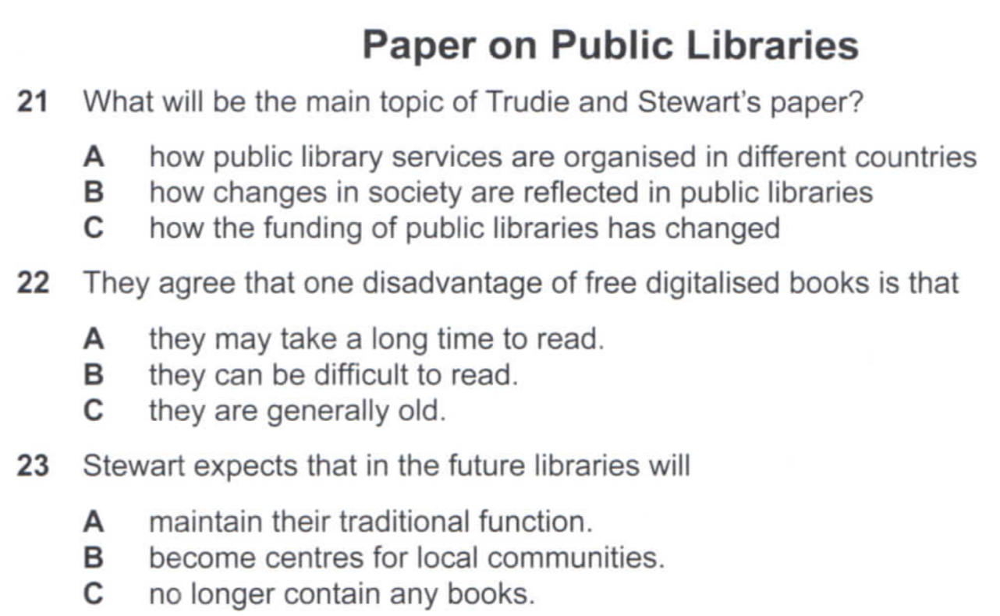 Paper on Public Libraries
21 What will be the main topic of Trudie and Stewart's paper?
A how public library services are organised in different countries
B how changes in society are reflected in public libraries
C how the funding of public libraries has changed
22 They agree that one disadvantage of free digitalised books is that
A they may take a long time to read.
B they can be difficult to read.
C they are generally old.
23 Stewart expects that in the future libraries will
A maintain their traditional function.
B become centres for local communities.
C no longer contain any books.